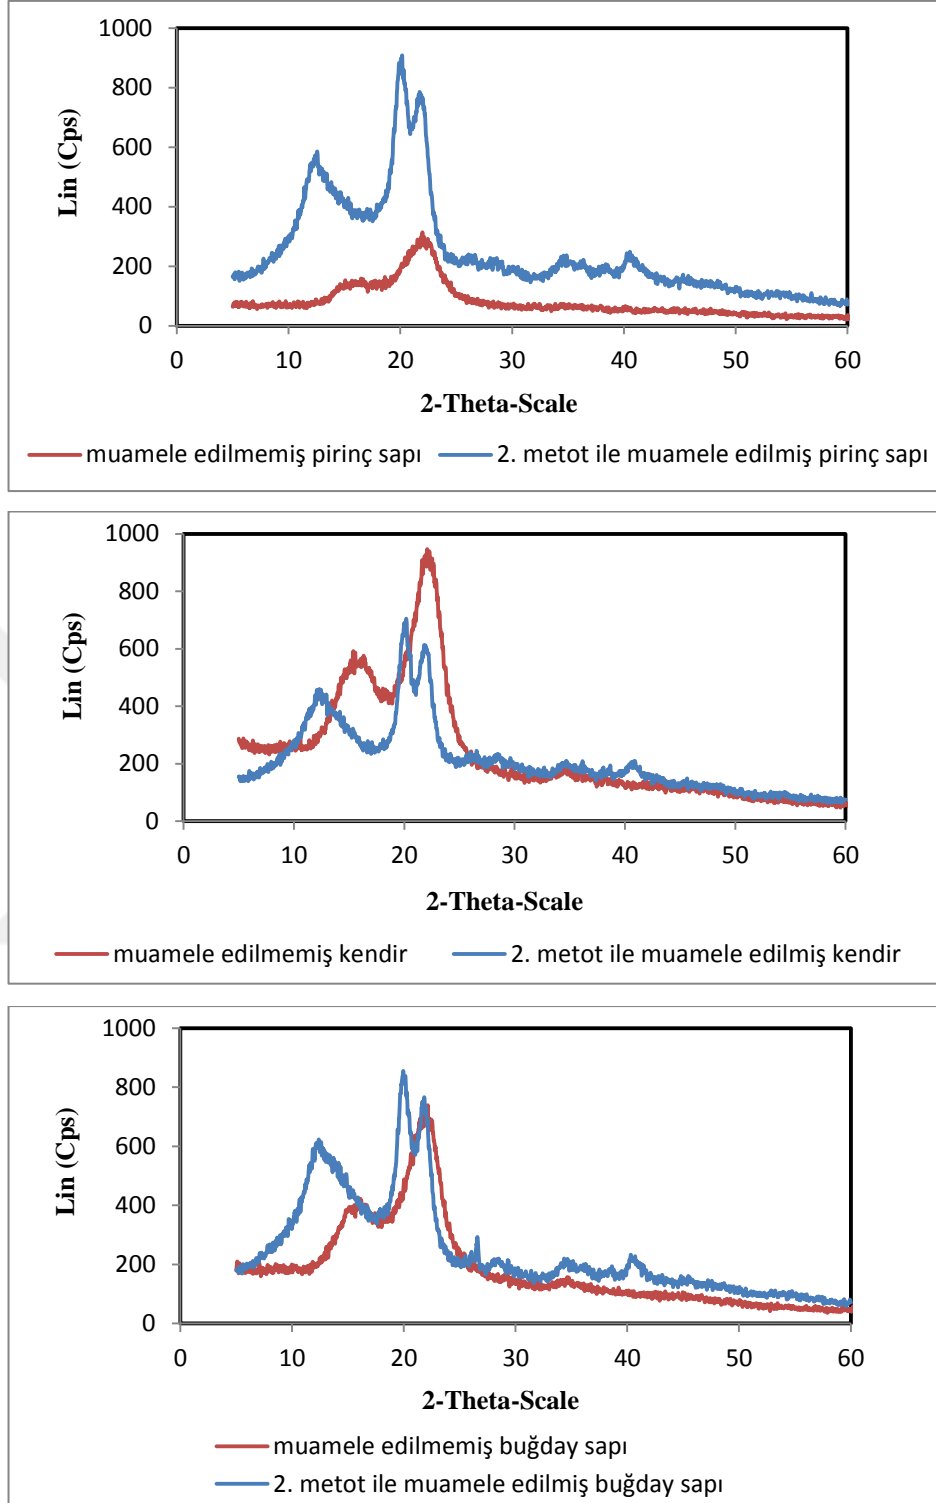 1000
800
600
400
200
0
Lin (Cps)
0 10 20 30 40 50 60
2-Theta-Scale
muamele edilmemiş pirinç sapı 2. metot ile muamele edilmiş pirinç sapı
1000
800
600
400
200
0
Lin (Cps)
0 10 20 30 40 50 60
2-Theta-Scale
muamele edilmemiş kendir 2. metot ile muamele edilmiş kendir
1000
800
600
400
200
0
Lin (Cps)
0 10 20 30 40 50 60
2-Theta-Scale
muamele edilmemiş buğday sapı
2. metot ile muamele edilmiş buğday sapı